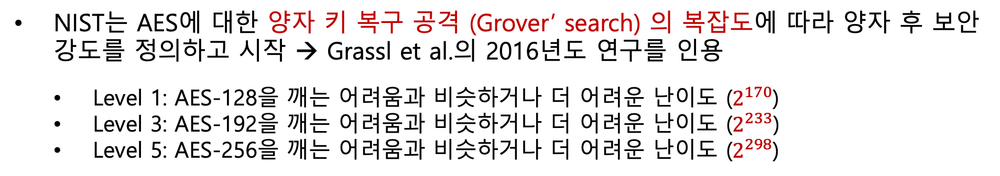 • NIST는 AES에 대한 양자 키 복구 공격 (Grover’ search) 의 복잡도에 따라 양자 후 보안
강도를 정의하고 시작 → Grassl et al.의 2016년도 연구를 인용
• Level 1: AES-128을 깨는 어려움과 비슷하거나 더 어려운 난이도 (2¹⁷⁰)
• Level 3: AES-192을 깨는 어려움과 비슷하거나 더 어려운 난이도 (2²³³)
• Level 5: AES-256을 깨는 어려움과 비슷하거나 더 어려운 난이도 (2²⁹⁸)